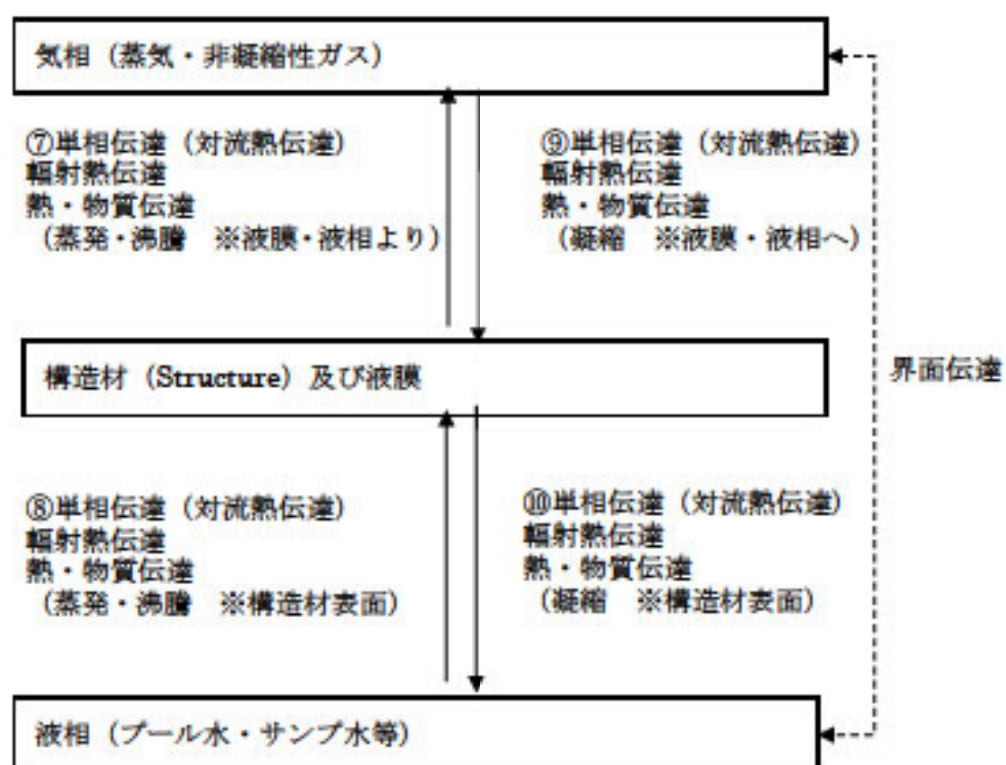 気相（蒸気・非凝縮性ガス）
⑦単相伝達（対流熱伝達）
輻射熱伝達
熱・物質伝達
（蒸発・沸騰　※液膜・液相より）
⑨単相伝達（対流熱伝達）
輻射熱伝達
熱・物質伝達
（凝縮　※液膜・液相へ）
構造材（Structure）及び液膜
界面伝達
⑧単相伝達（対流熱伝達）
輻射熱伝達
熱・物質伝達
（蒸発・沸騰　※構造材表面）
⑩単相伝達（対流熱伝達）
輻射熱伝達
熱・物質伝達
（凝縮　※構造材表面）
液相（プール水・サンプ水等）